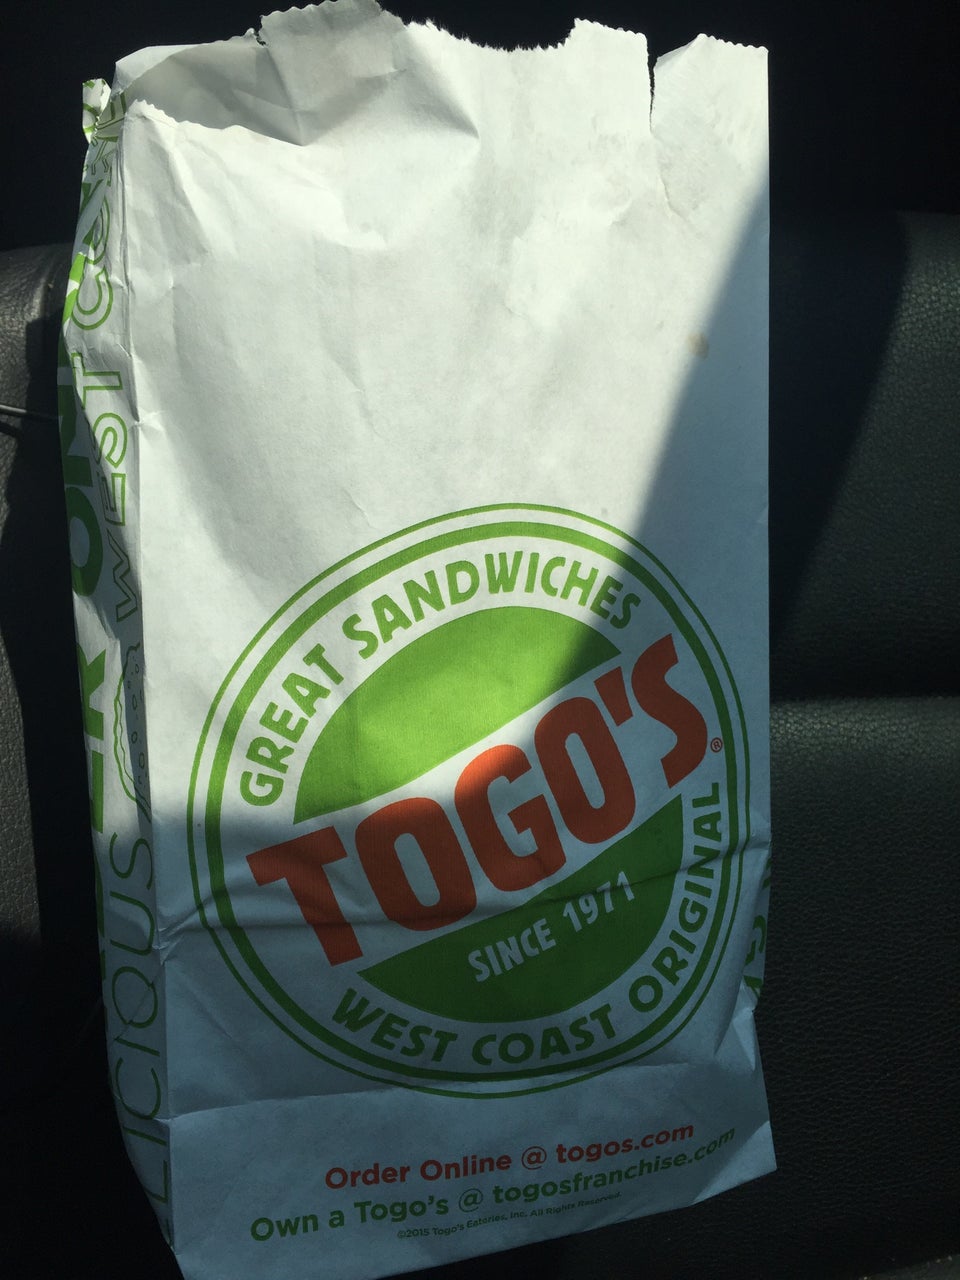 GREAT SANDWICHES
TOGO'S®
SINCE 1971
WEST COAST ORIGINAL
Order Online @ togos.com
Own a Togo's @ togosfranchise.com
©2015 Togo's Eateries, Inc. All Rights Reserved.
WEST
LICIOUS